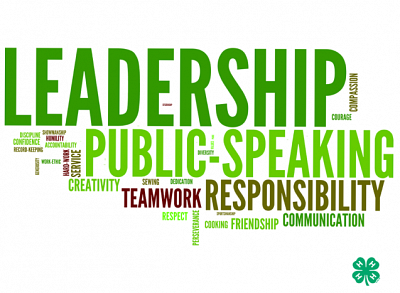 LEADERSHIP
COMPASSION
COURAGE
DISCIPLINE
SHOWMANSHIP
CONFIDENCE
HUMILITY
RECORD-KEEPING
ACCOUNTABILITY
PUBLIC-SPEAKING
GENEROSITY
WORK-ETHIC
HARD-WORK
SERVICE
DIVERSITY
CREATIVITY
SEWING
DEDICATION
TEAMWORK
RESPONSIBILITY
RESPECT
PERSEVERANCE
SPORTSMANSHIP
COOKING
FRIENDSHIP
COMMUNICATION
H H
H H